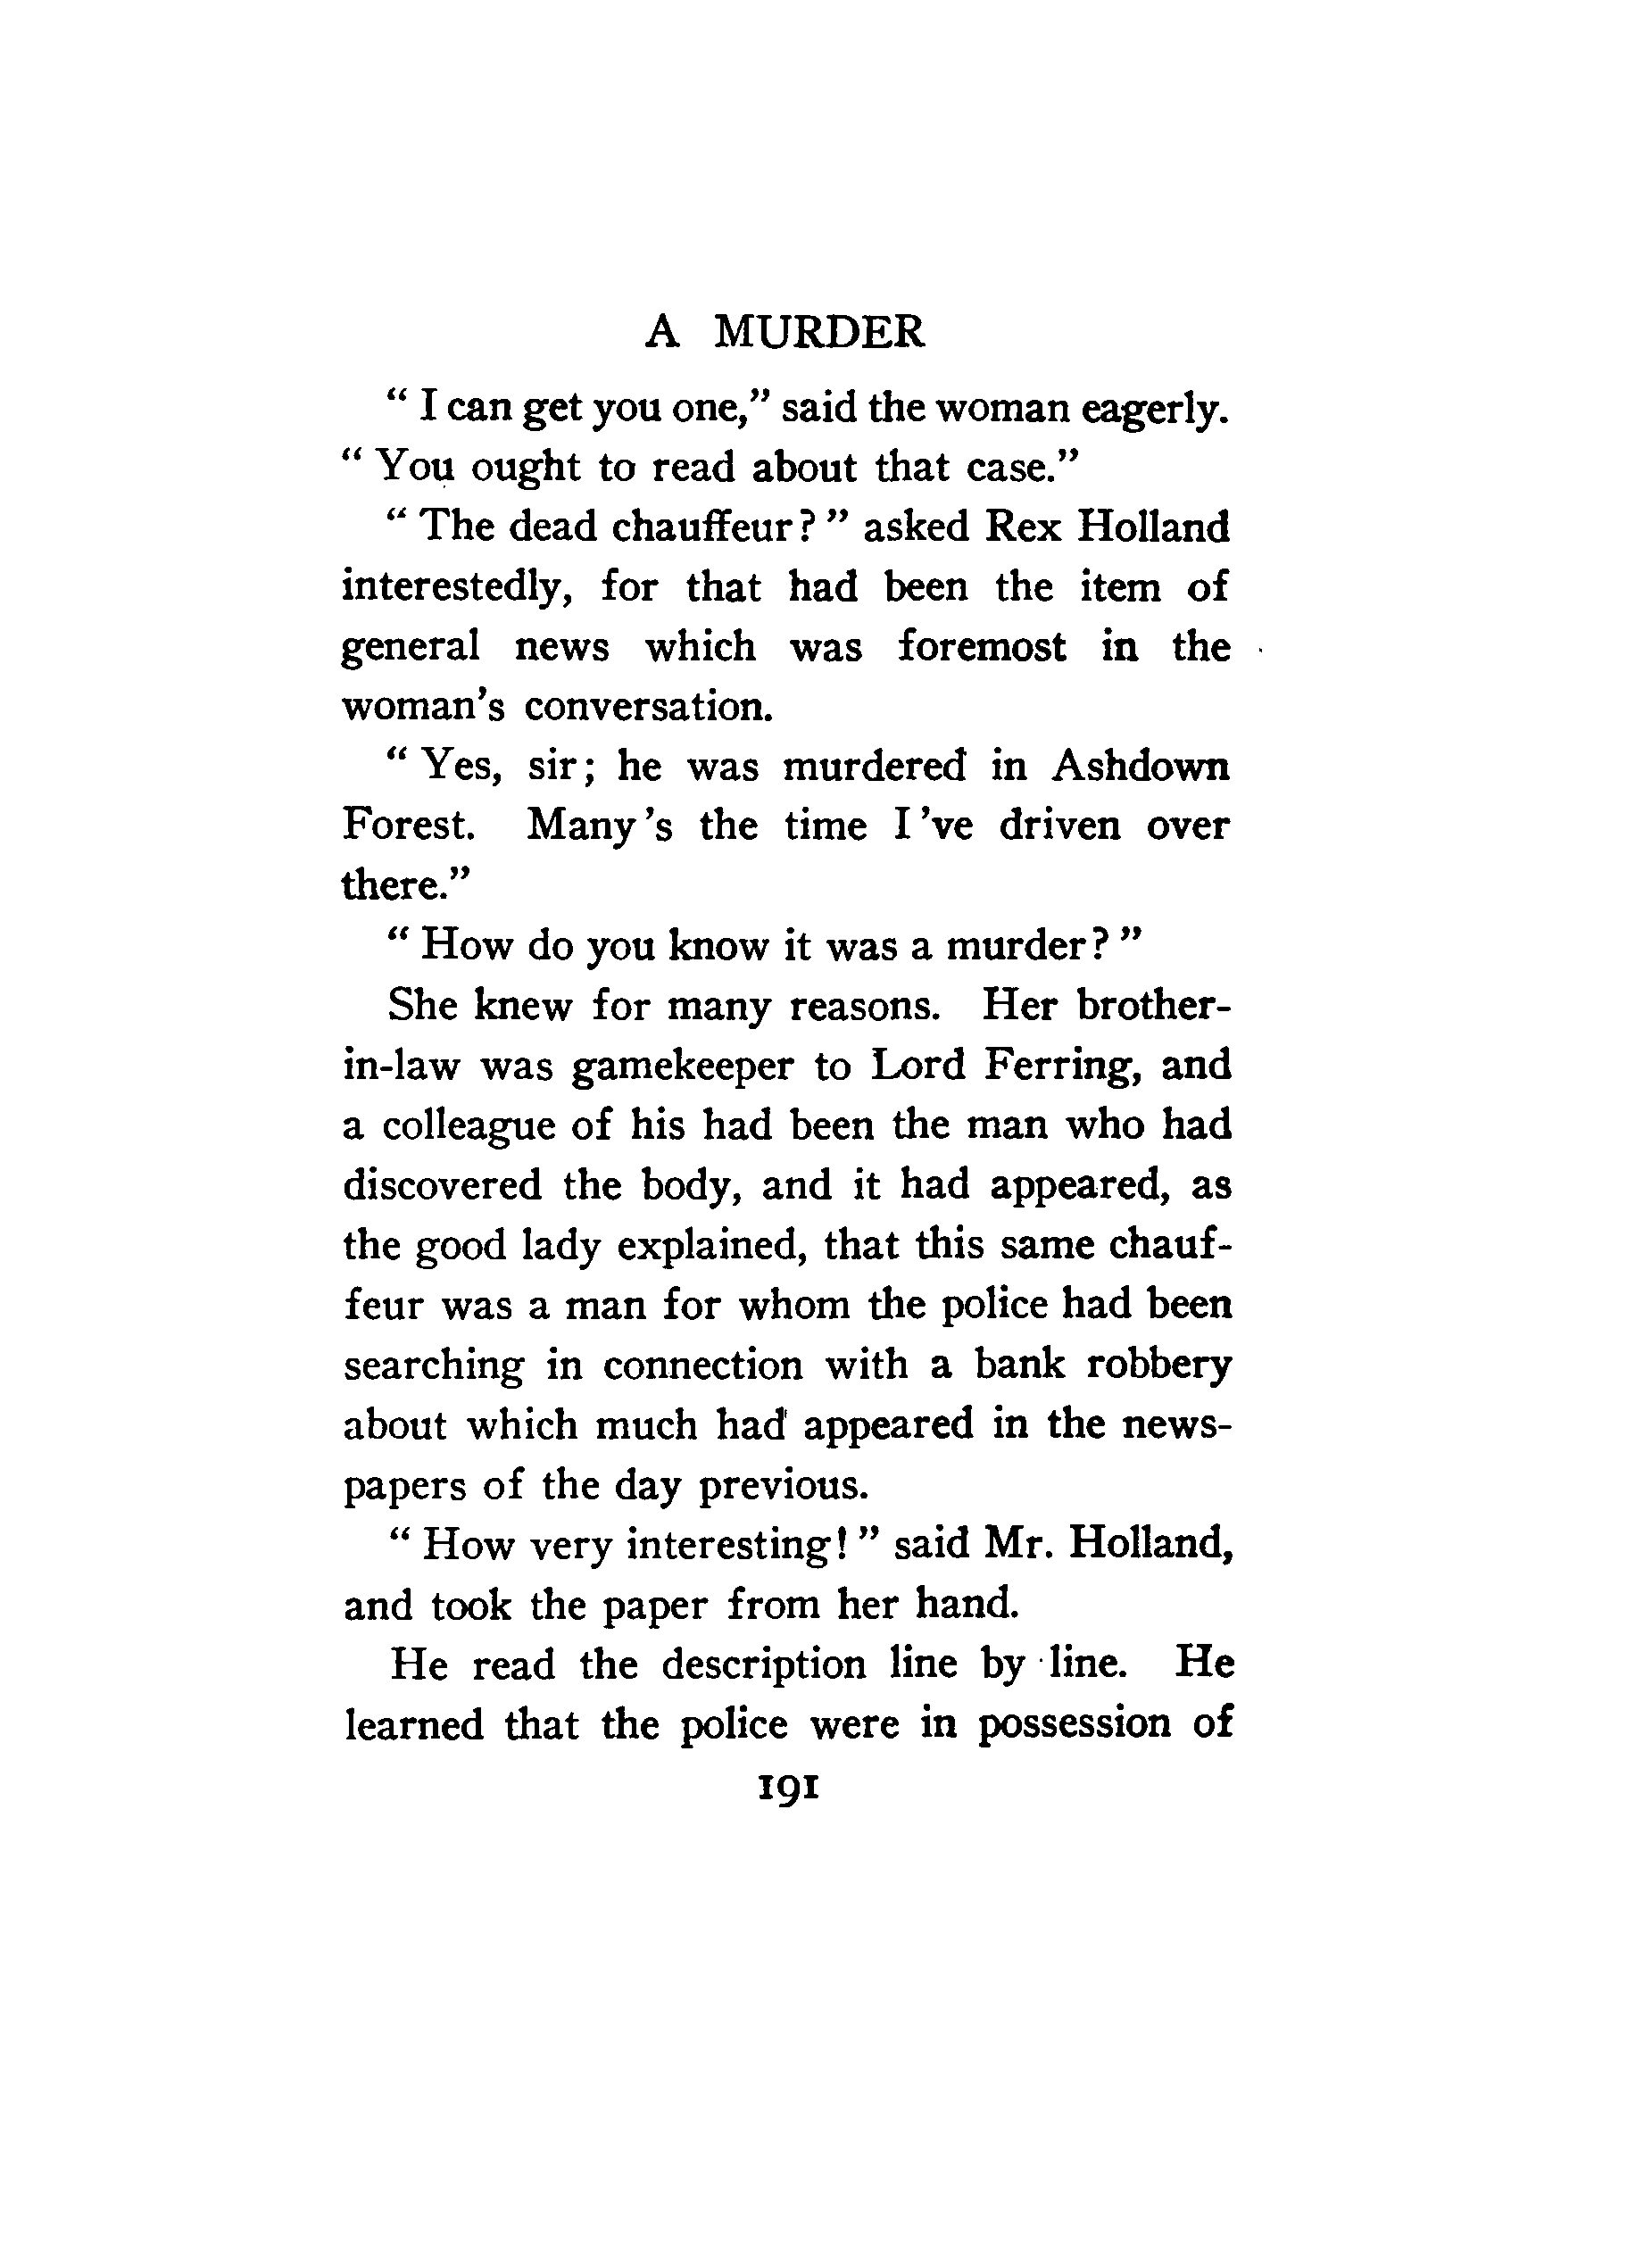 A MURDER
“ I can get you one,” said the woman eagerly.
“ You ought to read about that case.”
“ The dead chauffeur? ” asked Rex Holland
interestedly, for that had been the item of
general news which was foremost in the
woman's conversation.
“ Yes, sir; he was murdered in Ashdown
Forest. Many 's the time I 've driven over
there.”
“ How do you know it was a murder? ”
She knew for many reasons. Her brother-
in-law was gamekeeper to Lord Ferring, and
a colleague of his had been the man who had
discovered the body, and it had appeared, as
the good lady explained, that this same chauf-
feur was a man for whom the police had been
searching in connection with a bank robbery
about which much had appeared in the news-
papers of the day previous.
“ How very interesting! ” said Mr. Holland,
and took the paper from her hand.
He read the description line by line. He
learned that the police were in possession of
191